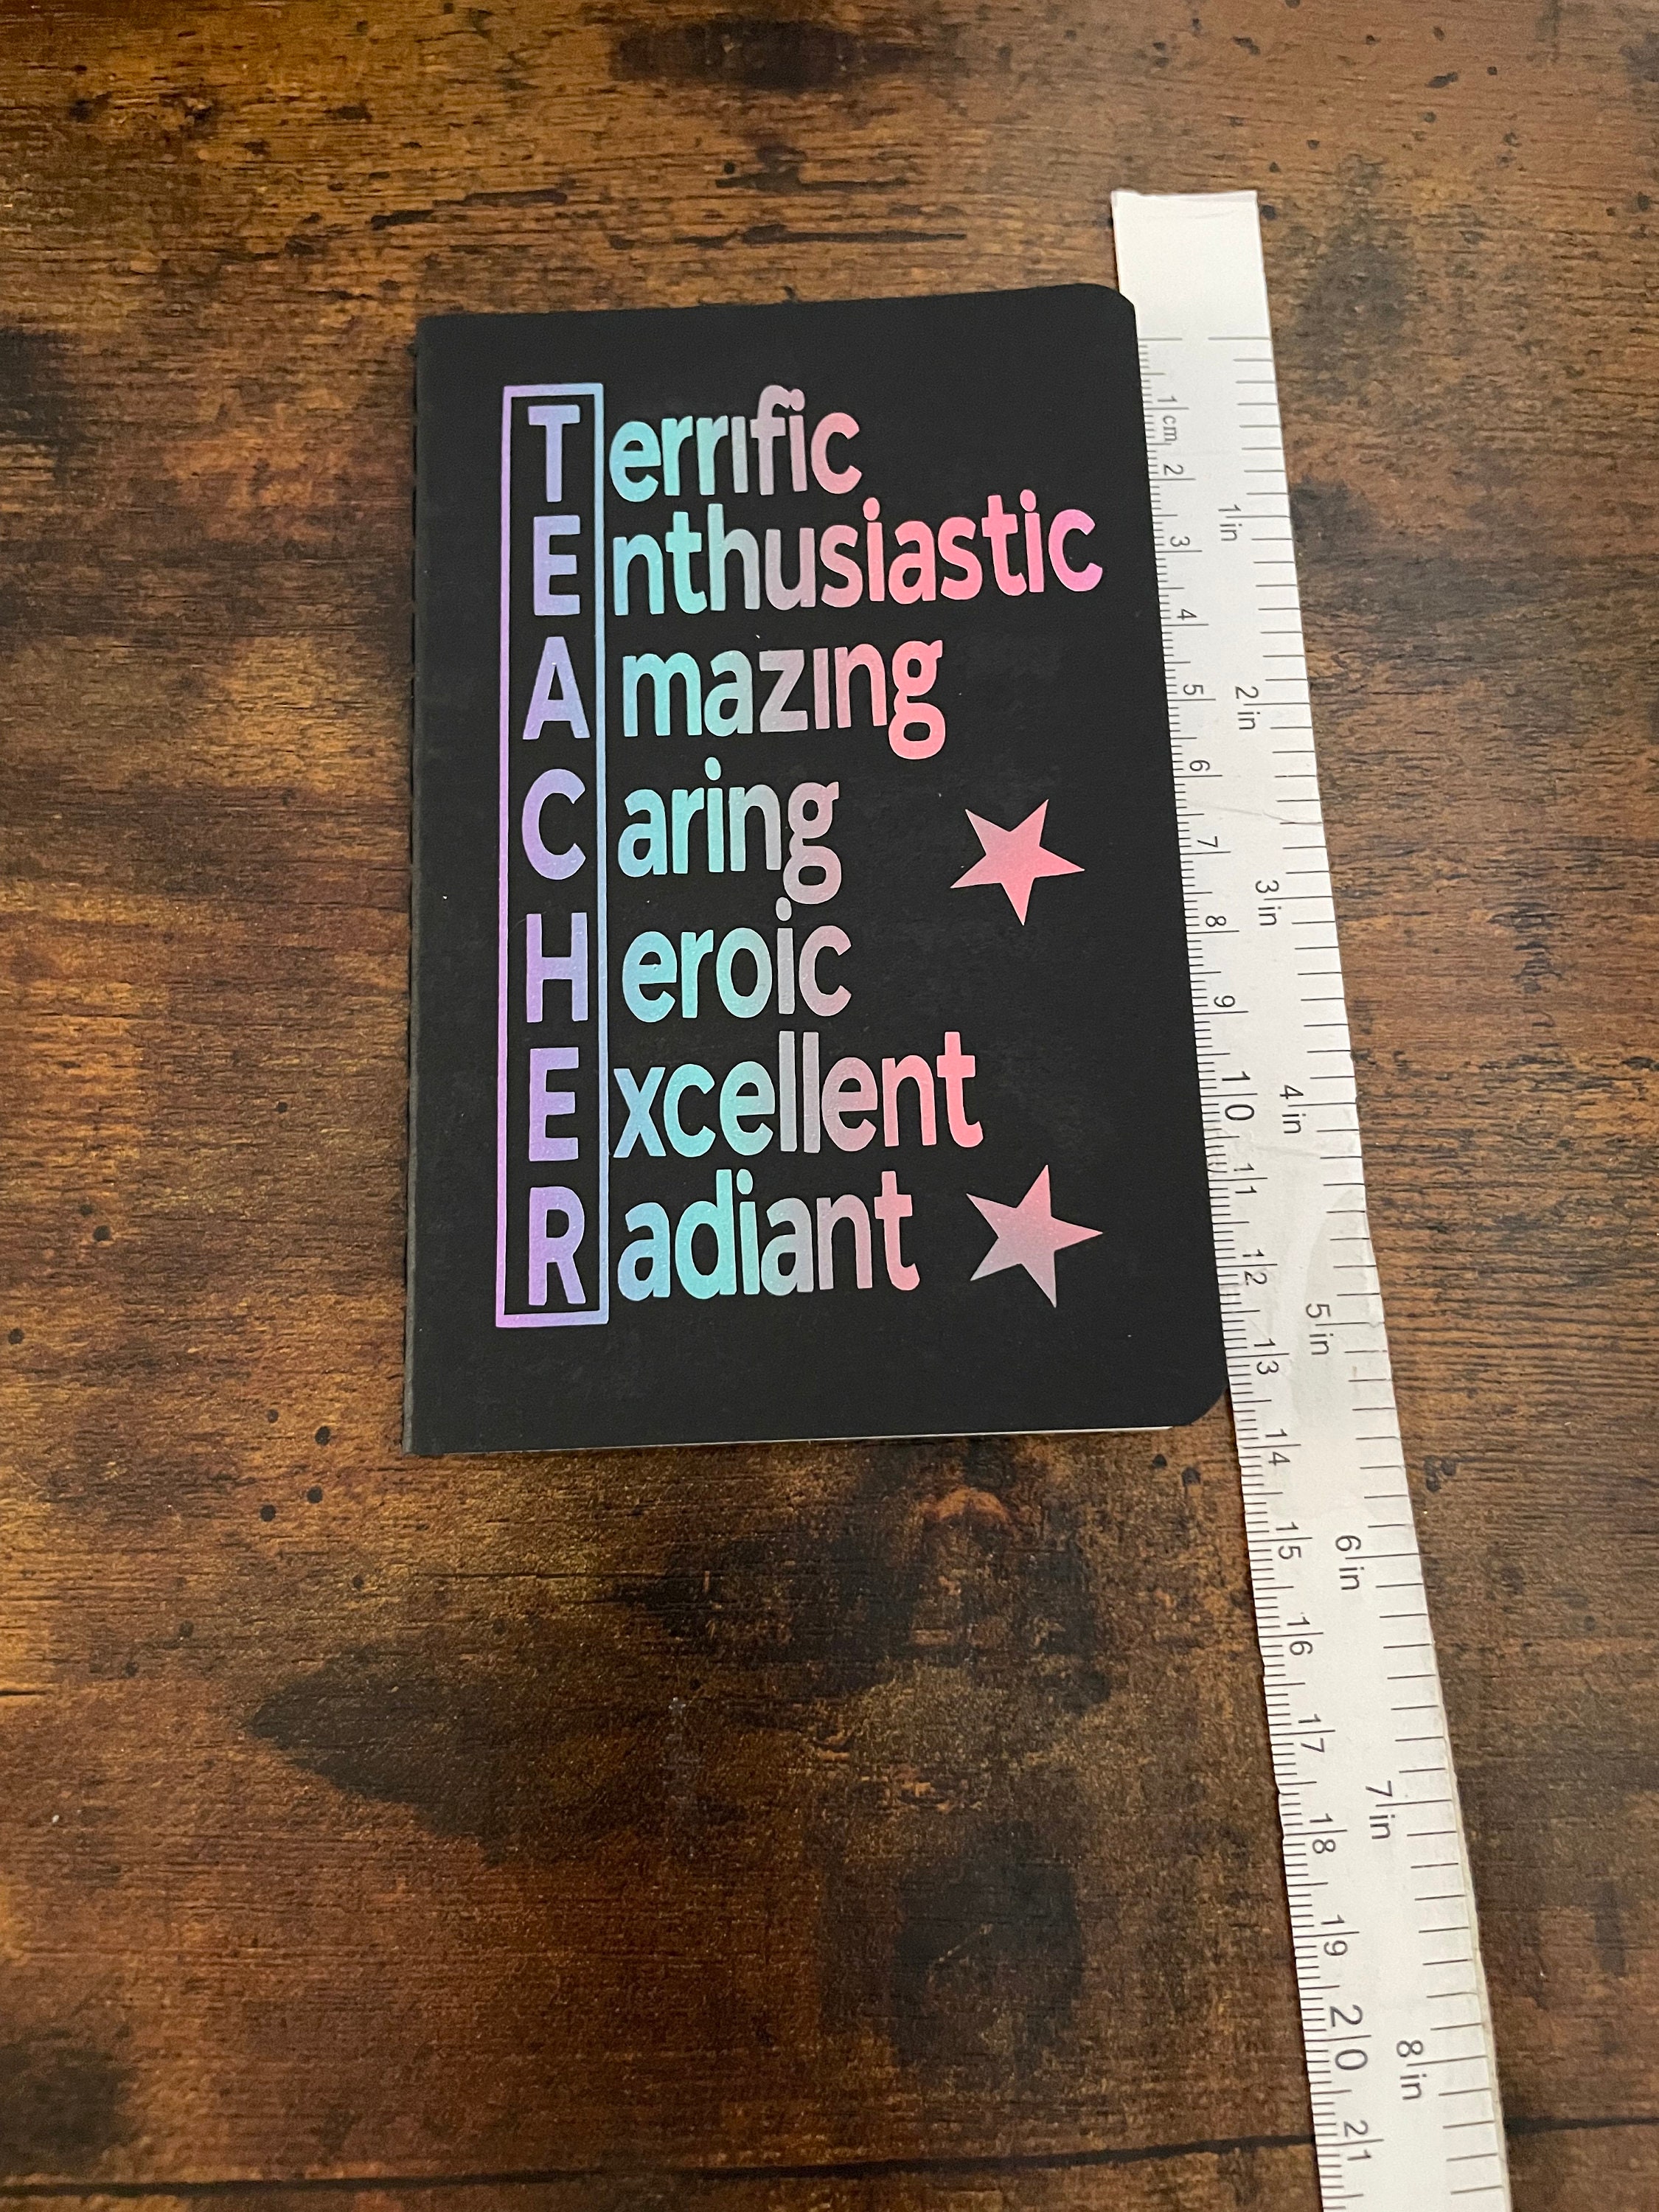 Terrific
Enthusiastic
Amazing
Caring
Heroic
Excellent
Radiant
1 cm 2 3 4 5 6 7 8 9 10 11 12 13 14 15 16 17 18 19 20 21
1 in 2 in 3 in 4 in 5 in 6 in 7 in 8 in